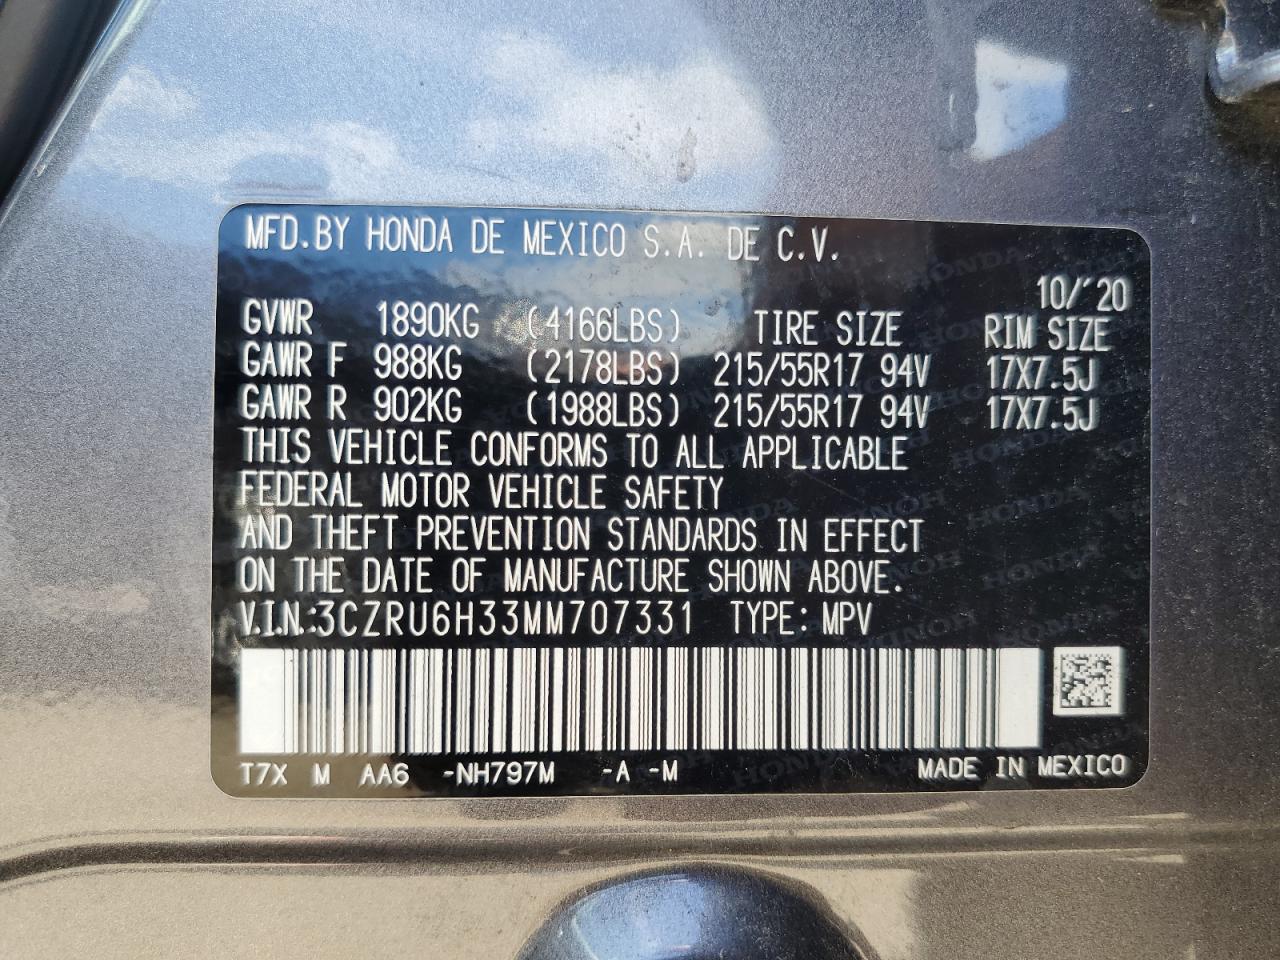 MFD.BY HONDA DE MEXICO S.A. DE C.V.
10/'20
GVWR 1890KG (4166LBS) TIRE SIZE RIM SIZE
GAWR F 988KG (2178LBS) 215/55R17 94V 17X7.5J
GAWR R 902KG (1988LBS) 215/55R17 94V 17X7.5J
THIS VEHICLE CONFORMS TO ALL APPLICABLE
FEDERAL MOTOR VEHICLE SAFETY
AND THEFT PREVENTION STANDARDS IN EFFECT
ON THE DATE OF MANUFACTURE SHOWN ABOVE.
V.I.N.:3CZRU6H33MM707331 TYPE: MPV
T7X M AA6 -NH797M -A -M MADE IN MEXICO